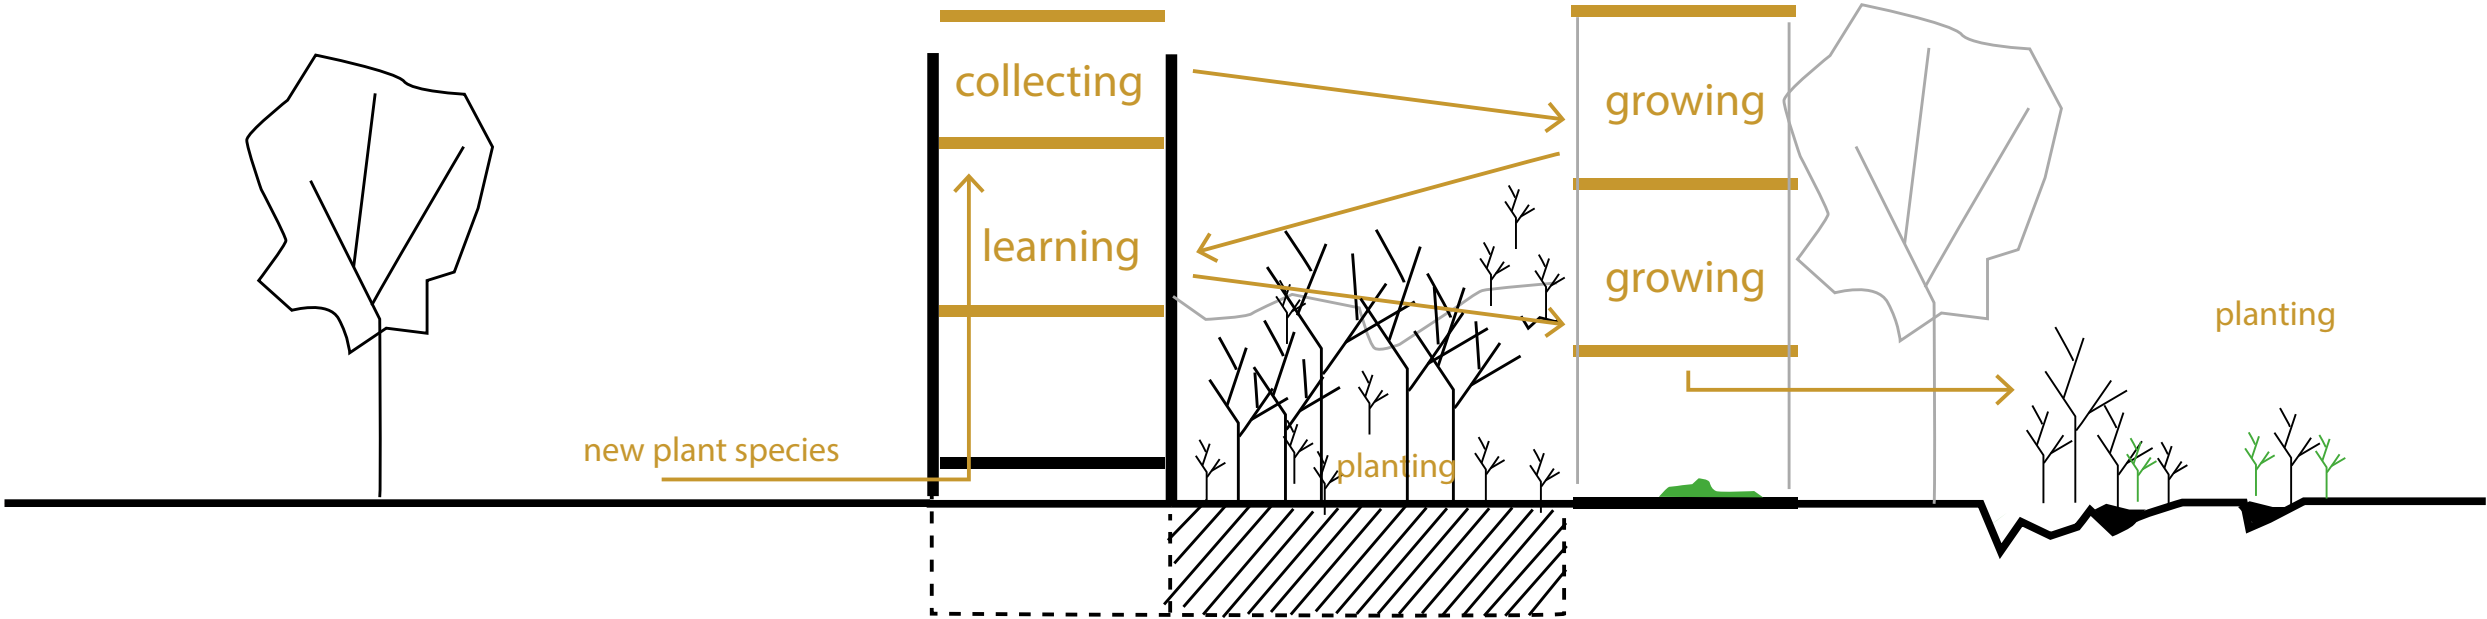 collecting
growing
learning
growing
planting
new plant species
planting